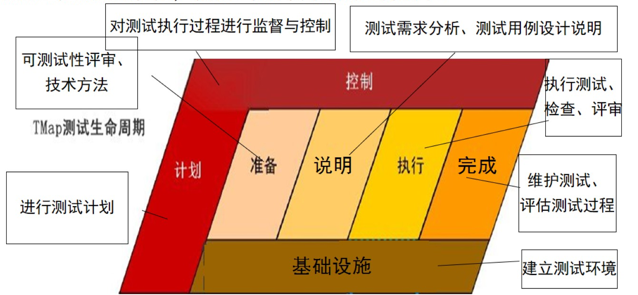 对测试执行过程进行监督与控制
测试需求分析、测试用例设计说明
可测试性评审、
技术方法
控制
执行测试、
检查、评审
TMap测试生命周期
计划
准备
说明
执行
完成
进行测试计划
维护测试、
评估测试过程
基础设施
建立测试环境